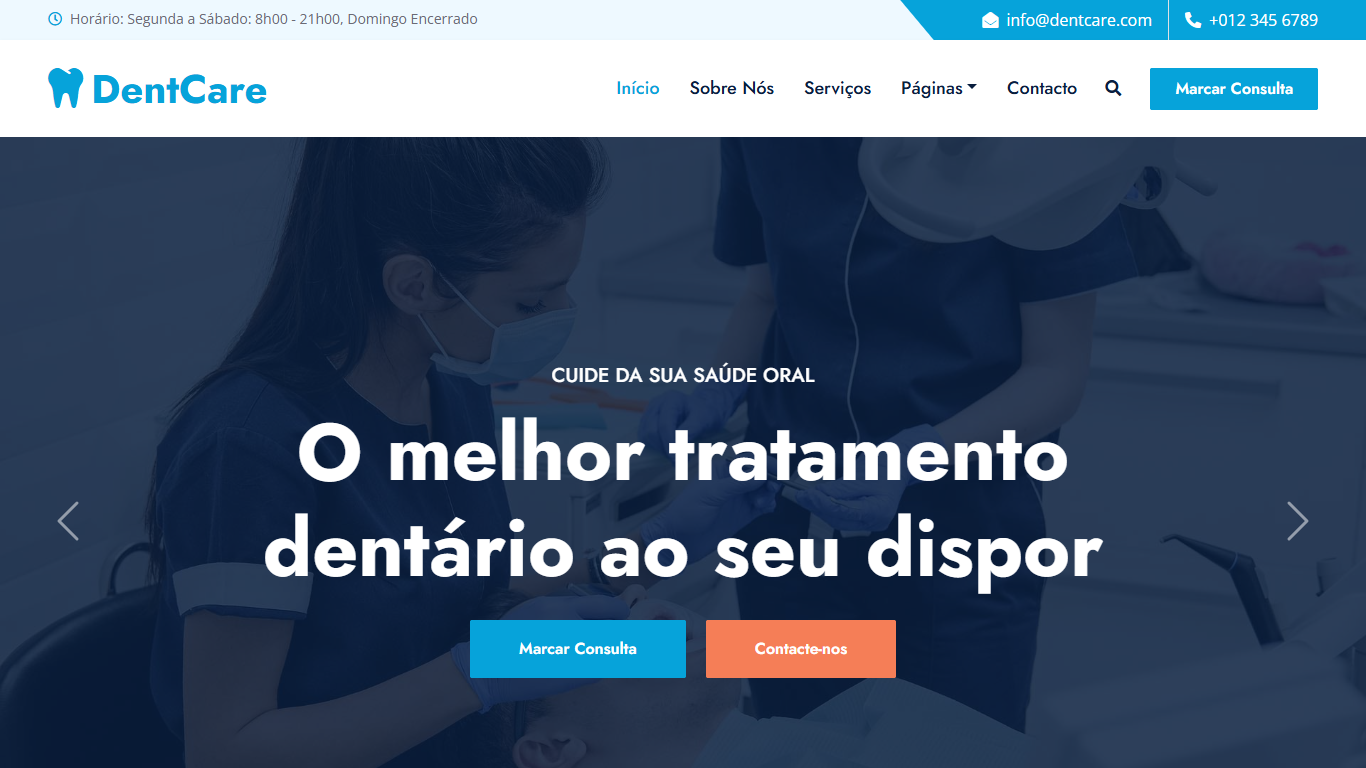 Horário: Segunda a Sábado: 8h00 - 21h00, Domingo Encerrado
info@dentcare.com
+012 345 6789
DentCare
Início
Sobre Nós
Serviços
Páginas
Contacto
Marcar Consulta
CUIDE DA SUA SAÚDE ORAL
O melhor tratamento
dentário ao seu dispor
Marcar Consulta
Contacte-nos